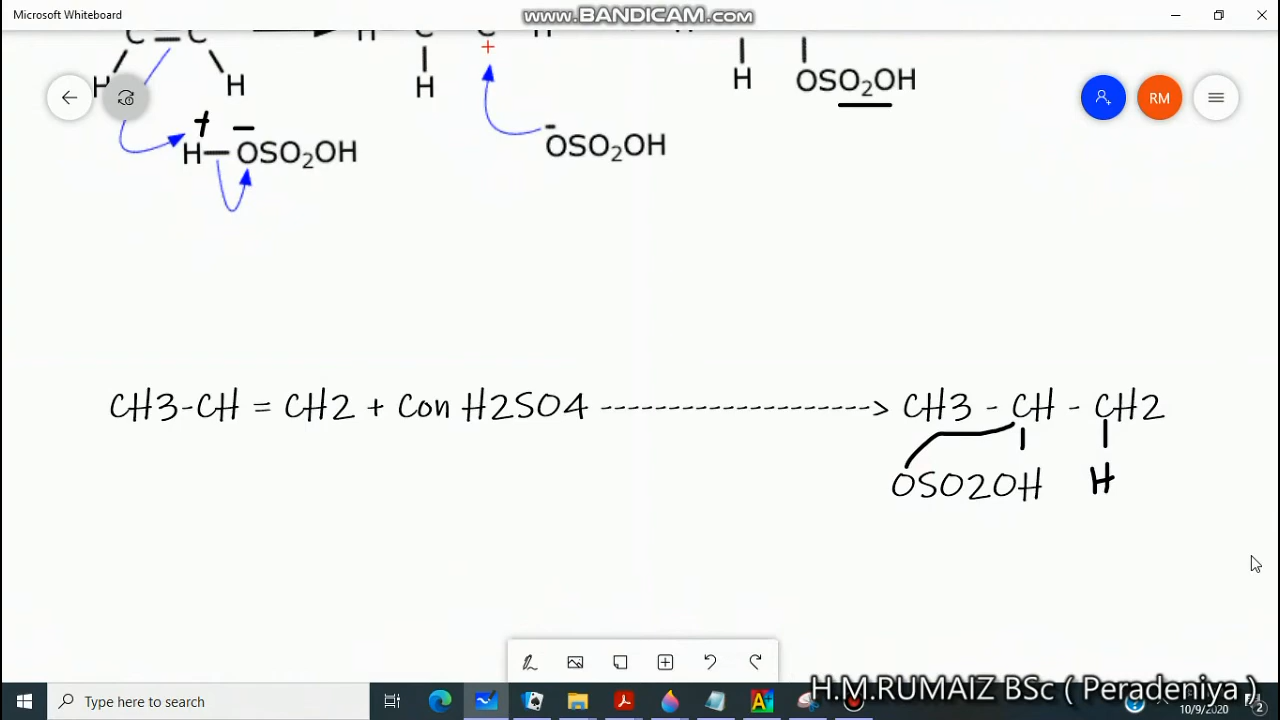 Microsoft Whiteboard
www.BANDICAM.com
C = C H C C H H
+
H H H H OSO2OH
+ - RM
H-OSO2OH -OSO2OH
CH3-CH = CH2 + Con H2SO4 -------------------> CH3 - CH - CH2
OSO2OH H
Type here to search
H.M.RUMAIZ BSc ( Peradeniya )
10/9/2020 2